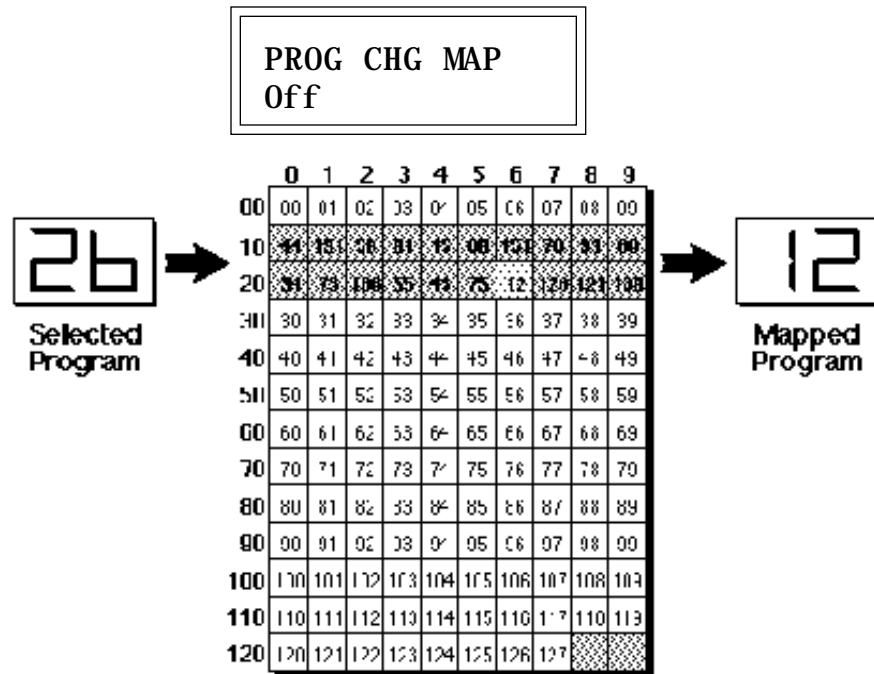 PROG CHG MAP
Off
0 1 2 3 4 5 6 7 8 9
00 00 01 02 03 04 05 06 07 08 09
10 44 70
20 73 55 75 12 121
30 30 31 32 33 34 35 36 37 38 39
40 40 41 42 43 44 45 46 47 48 49
50 50 51 52 53 54 55 56 57 58 59
60 60 61 62 63 64 65 66 67 68 69
70 70 71 72 73 74 75 76 77 78 79
80 80 81 82 83 84 85 86 87 88 89
90 90 91 92 93 94 95 96 97 98 99
100 100 101 102 103 104 105 106 107 108 109
110 110 111 112 113 114 115 116 117 118 119
120 120 121 122 123 124 125 126 127
26
Selected
Program
12
Mapped
Program